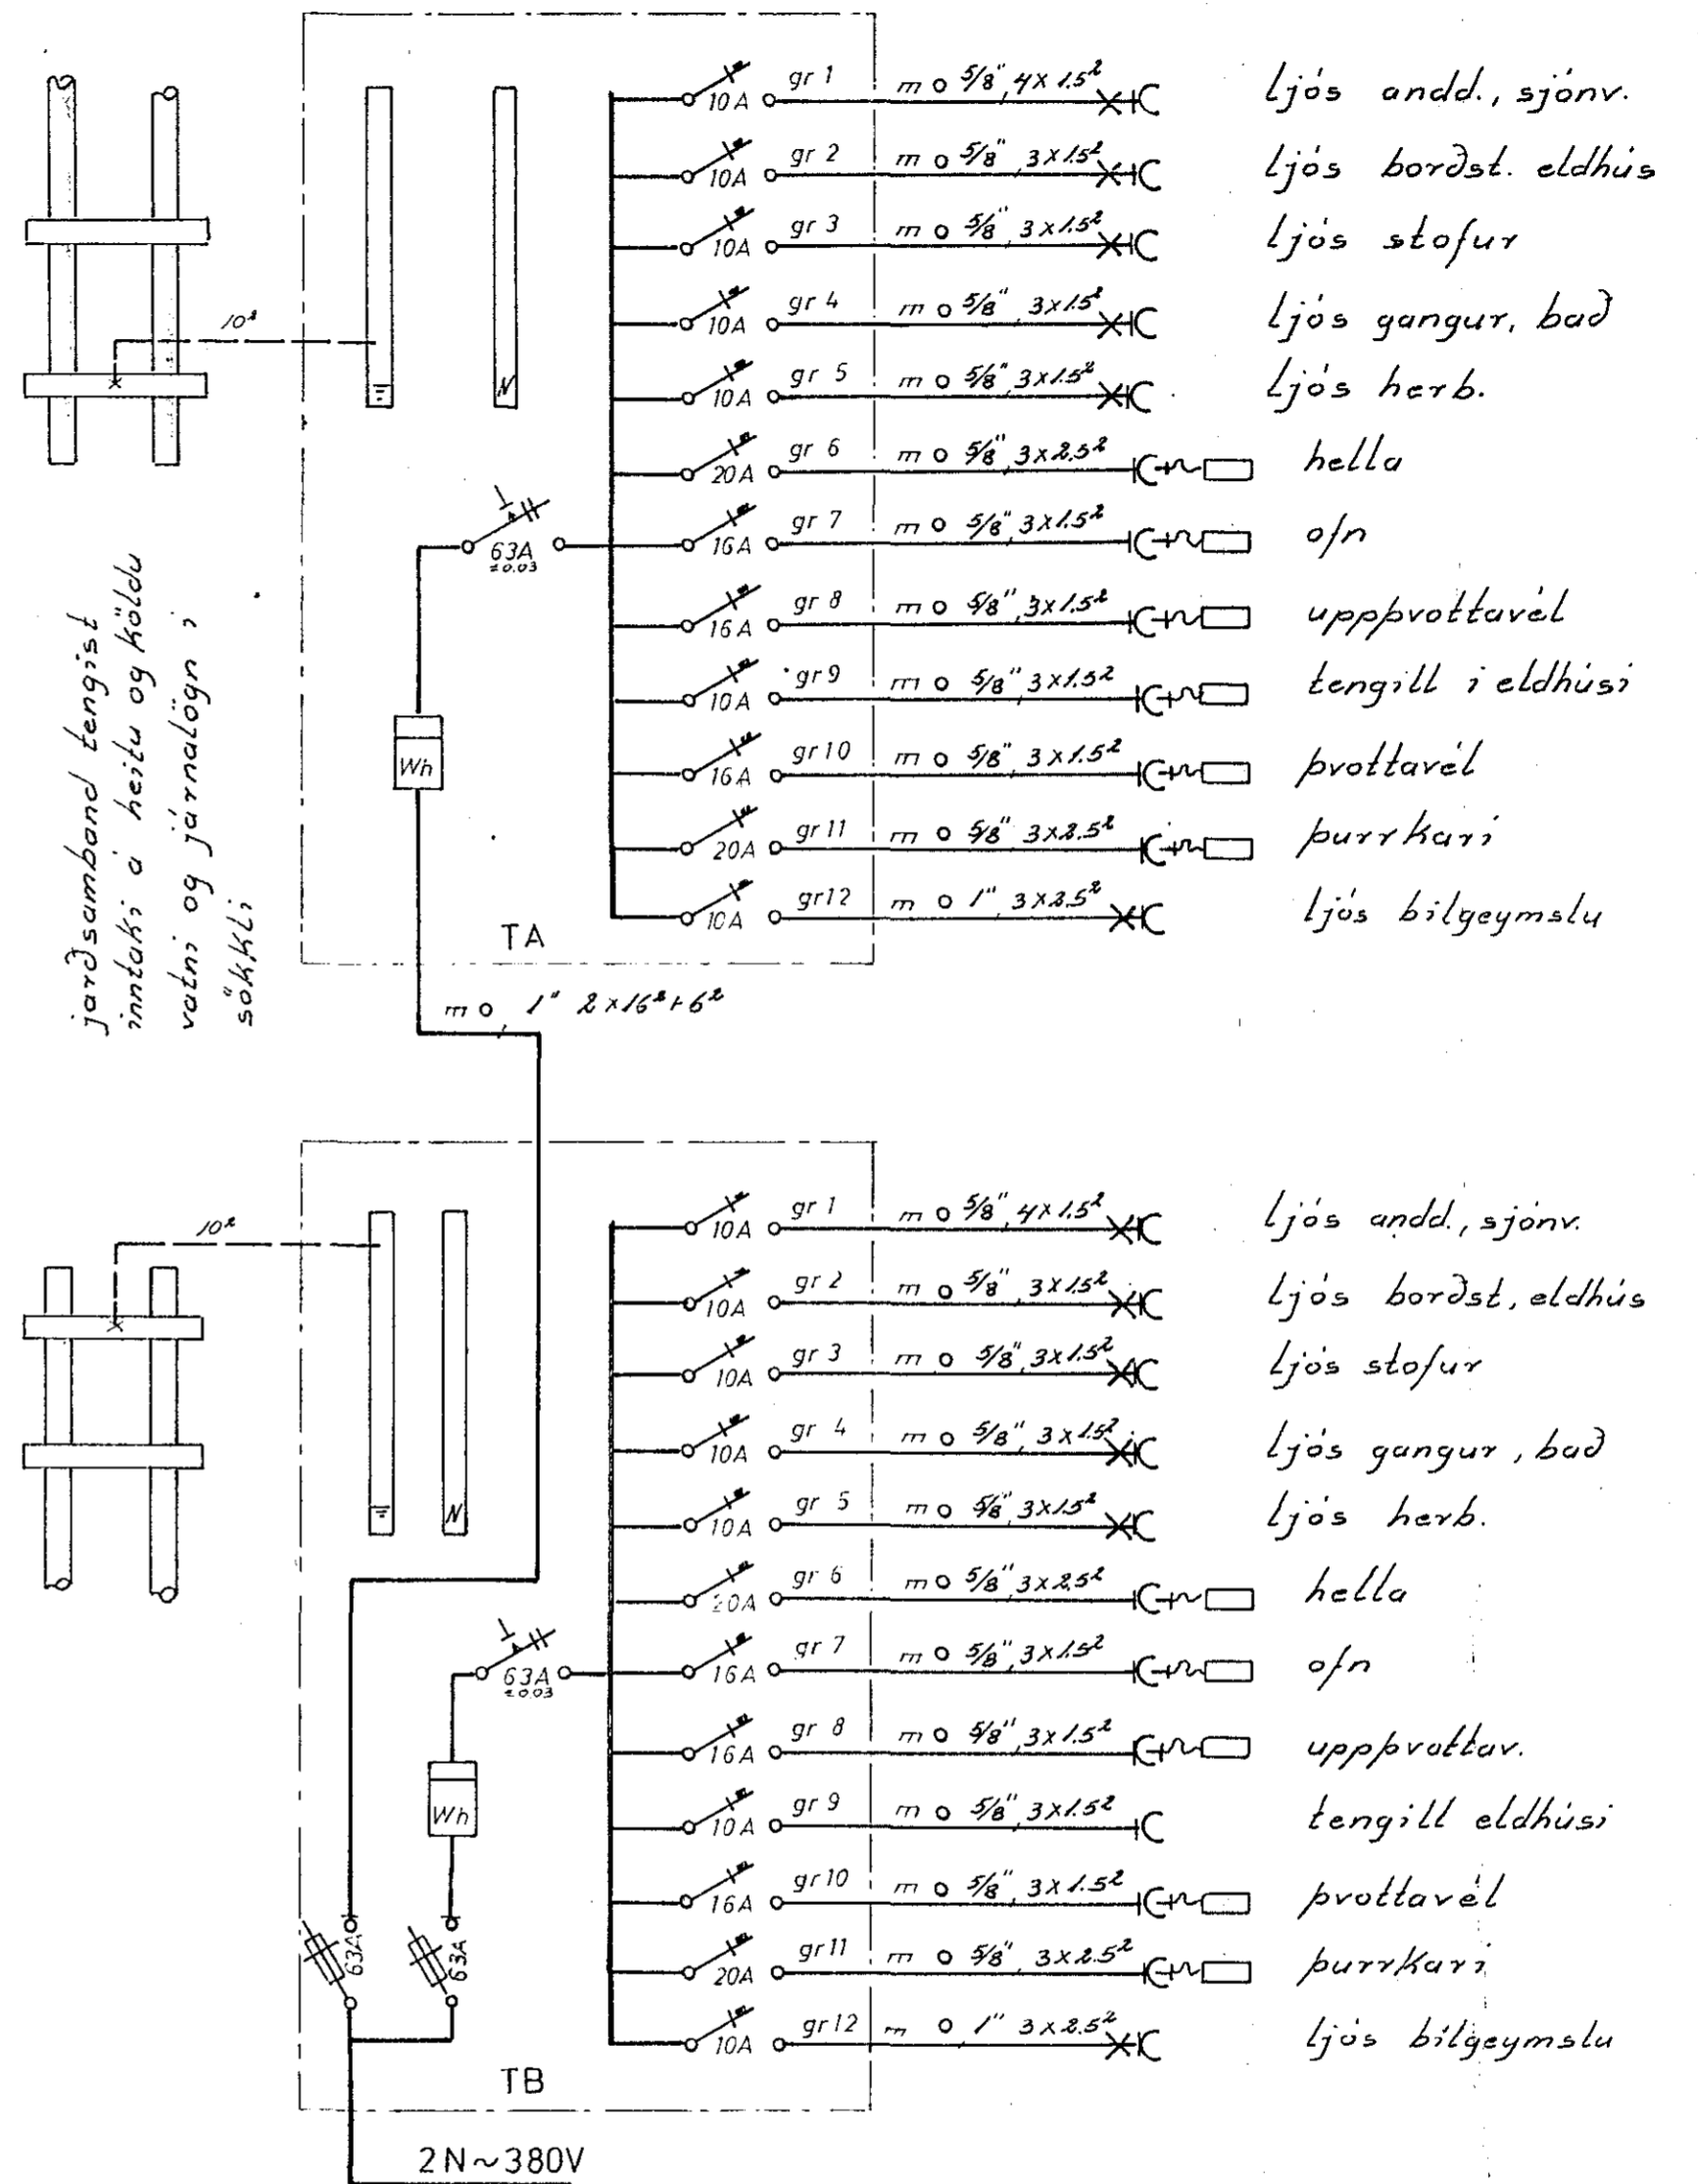 gr 1 m 5/8" 4x1.5² ljós andd., sjónv.
10A
gr 2 m 5/8" 3x1.5² ljós borðst. eldhús
10A
gr 3 m 5/8" 3x1.5² ljós stofur
10A
gr 4 m 5/8" 3x1.5² ljós gangur, bað
10A
10²
gr 5 m 5/8" 3x1.5² ljós herb.
10A
N
gr 6 m 5/8" 3x2.5² hella
20A
gr 7 m 5/8" 3x1.5² ofn
16A
63A
±0.03
gr 8 m 5/8", 3x1.5² uppþvottavél
16A
gr 9 m 5/8" 3x1.5² tengill í eldhúsi
10A
gr 10 m 5/8" 3x1.5² þvottavél
16A
Wh
gr 11 m 5/8" 3x2.5² þurrkari
20A
gr 12 m 1" 3x2.5² ljós bílgeymslu
10A
TA
jarðsamband tengist
inntaki á heitu og köldu
vatni og járnalögn í
sökkli
m 1" 2x16²+6²
gr 1 m 5/8" 4x1.5² ljós andd., sjónv.
10A
10²
gr 2 m 5/8" 3x1.5² ljós borðst, eldhús
10A
gr 3 m 5/8" 3x1.5² ljós stofur
10A
gr 4 m 5/8" 3x1.5² ljós gangur, bað
10A
gr 5 m 5/8" 3x1.5² ljós herb.
10A
N
gr 6 m 5/8" 3x2.5² hella
20A
gr 7 m 5/8" 3x1.5² ofn
16A
63A
±0.03
gr 8 m 5/8" 3x1.5² uppþvottav.
16A
Wh
gr 9 m 5/8" 3x1.5² tengill eldhúsi
10A
gr 10 m 5/8" 3x1.5² þvottavél
16A
63A
63A
gr 11 m 5/8" 3x2.5² þurrkari
20A
gr 12 m 1" 3x2.5² ljós bílgeymslu
10A
TB
2N~380V